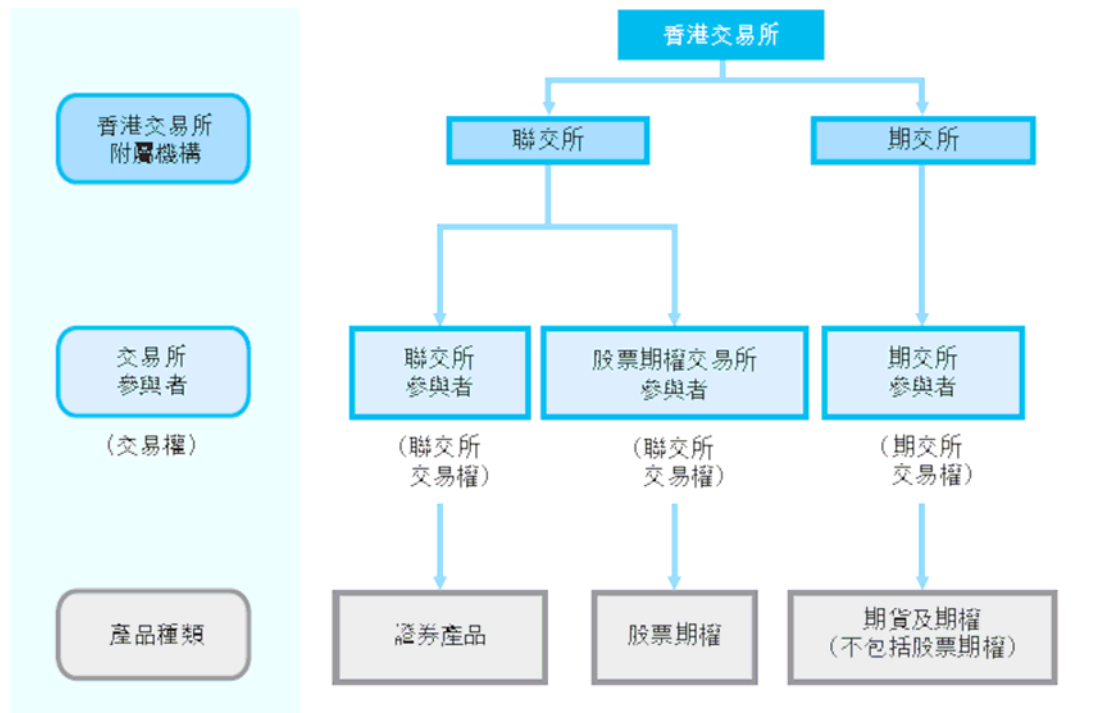 香港交易所
香港交易所
附屬機構
聯交所
期交所
交易所
參與者
(交易權)
聯交所
參與者
(聯交所
交易權)
股票期權交易所
參與者
(聯交所
交易權)
期交所
參與者
(期交所
交易權)
產品種類
證券產品
股票期權
期貨及期權
(不包括股票期權)